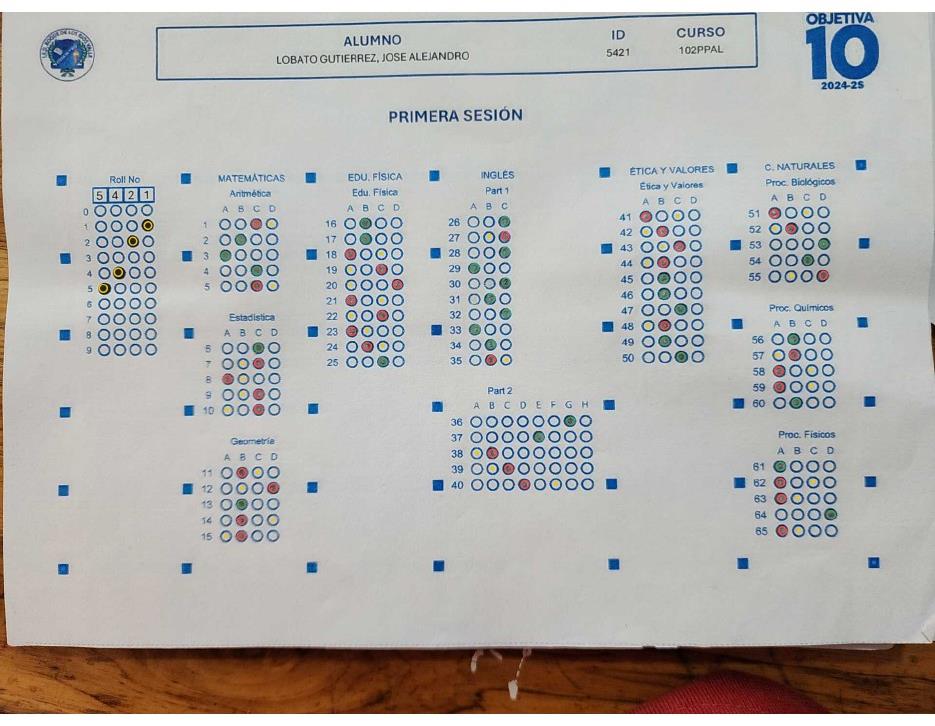 ALUMNO
LOBATO GUTIERREZ, JOSE ALEJANDRO
ID
5421
CURSO
102PPAL
OBJETIVA
10
2024-2S
PRIMERA SESIÓN
Roll No
5 4 2 1
0
1
2
3
4
5
6
7
8
9
MATEMÁTICAS
Aritmética
A B C D
1
2
3
4
5
Estadística
A B C D
6
7
8
9
10
Geometría
A B C D
11
12
13
14
15
EDU. FÍSICA
Edu. Física
A B C D
16
17
18
19
20
21
22
23
24
25
INGLÉS
Part 1
A B C
26
27
28
29
30
31
32
33
34
35
Part 2
A B C D E F G H
36
37
38
39
40
ÉTICA Y VALORES
Ética y Valores
A B C D
41
42
43
44
45
46
47
48
49
50
C. NATURALES
Proc. Biológicos
A B C D
51
52
53
54
55
Proc. Químicos
A B C D
56
57
58
59
60
Proc. Físicos
A B C D
61
62
63
64
65